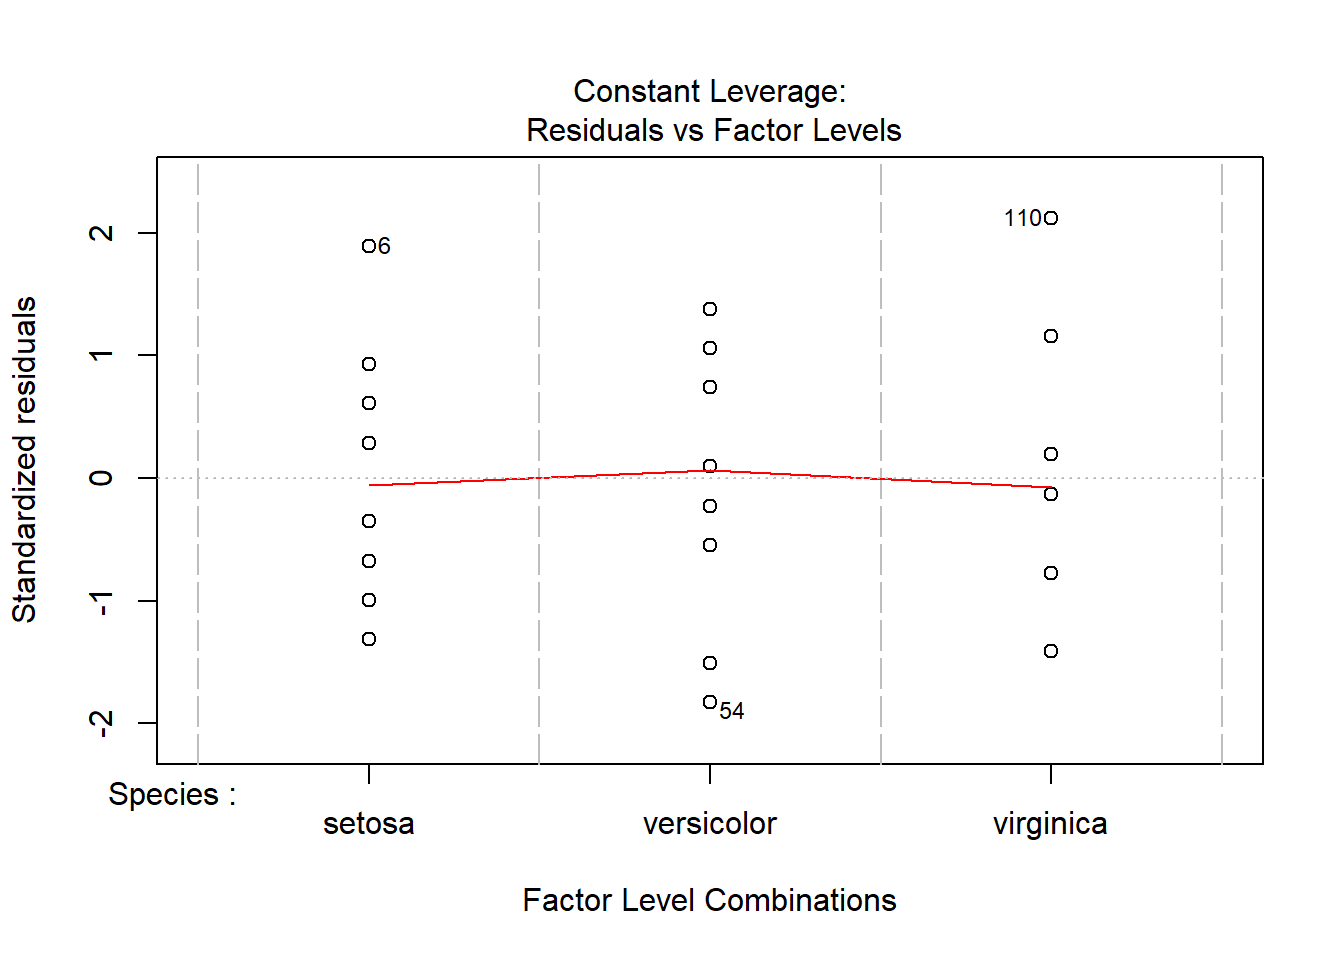 Constant Leverage:
Residuals vs Factor Levels
Standardized residuals
2
1
0
-1
-2
6
110
54
Species :
setosa
versicolor
virginica
Factor Level Combinations